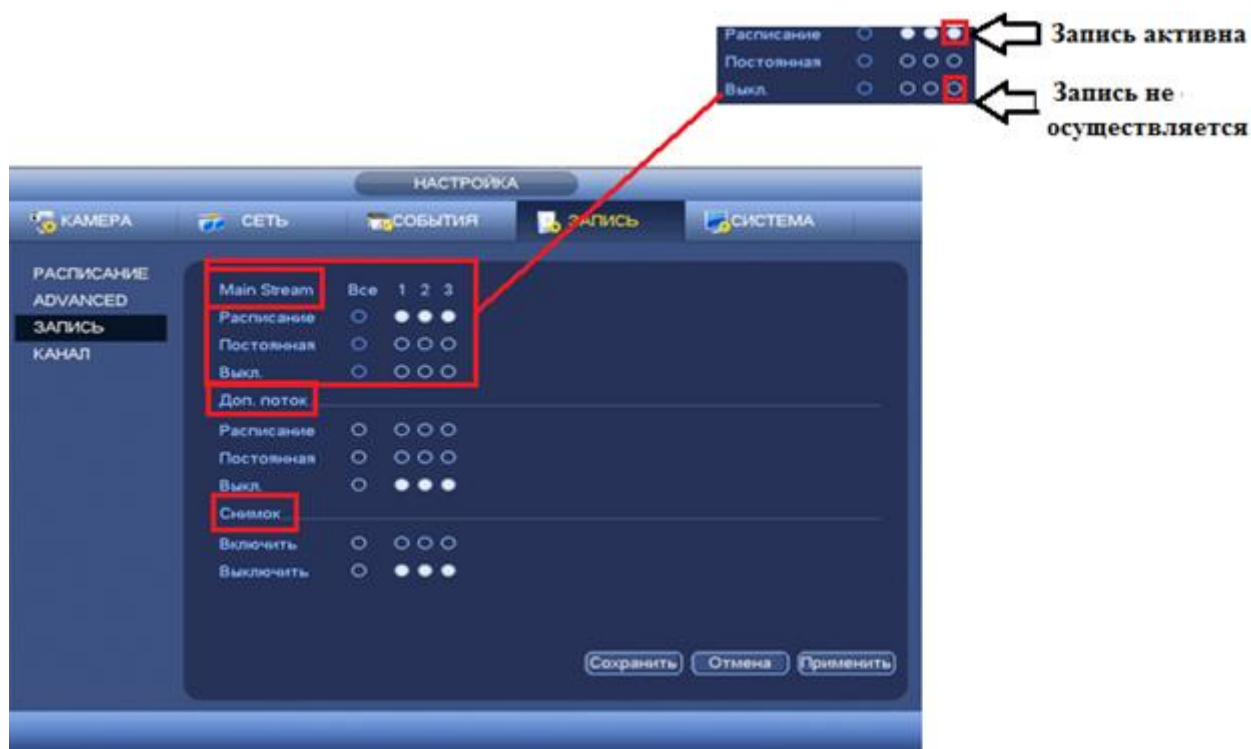 Расписание
Запись активна
Постоянная
Выкл.
Запись не
осуществляется
НАСТРОЙКА
КАМЕРА СЕТЬ СОБЫТИЯ ЗАПИСЬ СИСТЕМА
РАСПИСАНИЕ
ADVANCED
ЗАПИСЬ
КАНАЛ
Main Stream Все 1 2 3
Расписание
Постоянная
Выкл.
Доп. поток
Расписание
Постоянная
Выкл.
Снимок
Включить
Выключить
Сохранить Отмена Применить